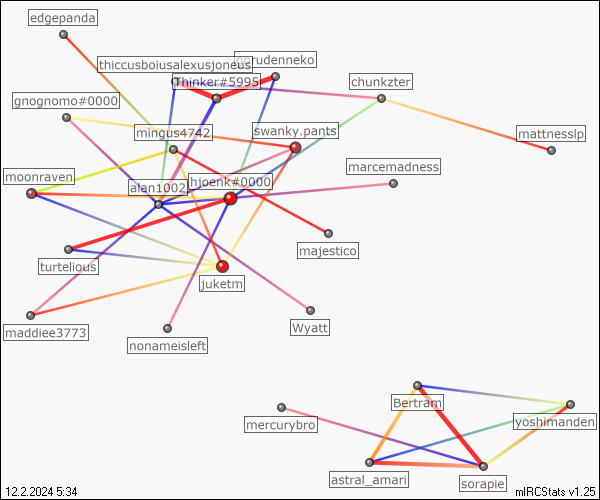 edgepanda
thiccusboiusalexusjoneus
Thinker#5995
chunkzter
gnognomo#0000
mingus4742
swanky.pants
mattnesslp
marcemadness
moonraven
alan1002
hjoenk#0000
majestico
turtelious
juketm
maddiee3773
nonameisleft
Wyatt
Bertram
mercurybro
yoshimanden
astral_amari
sorapie
12.2.2024 5:34
mIRCStats v1.25